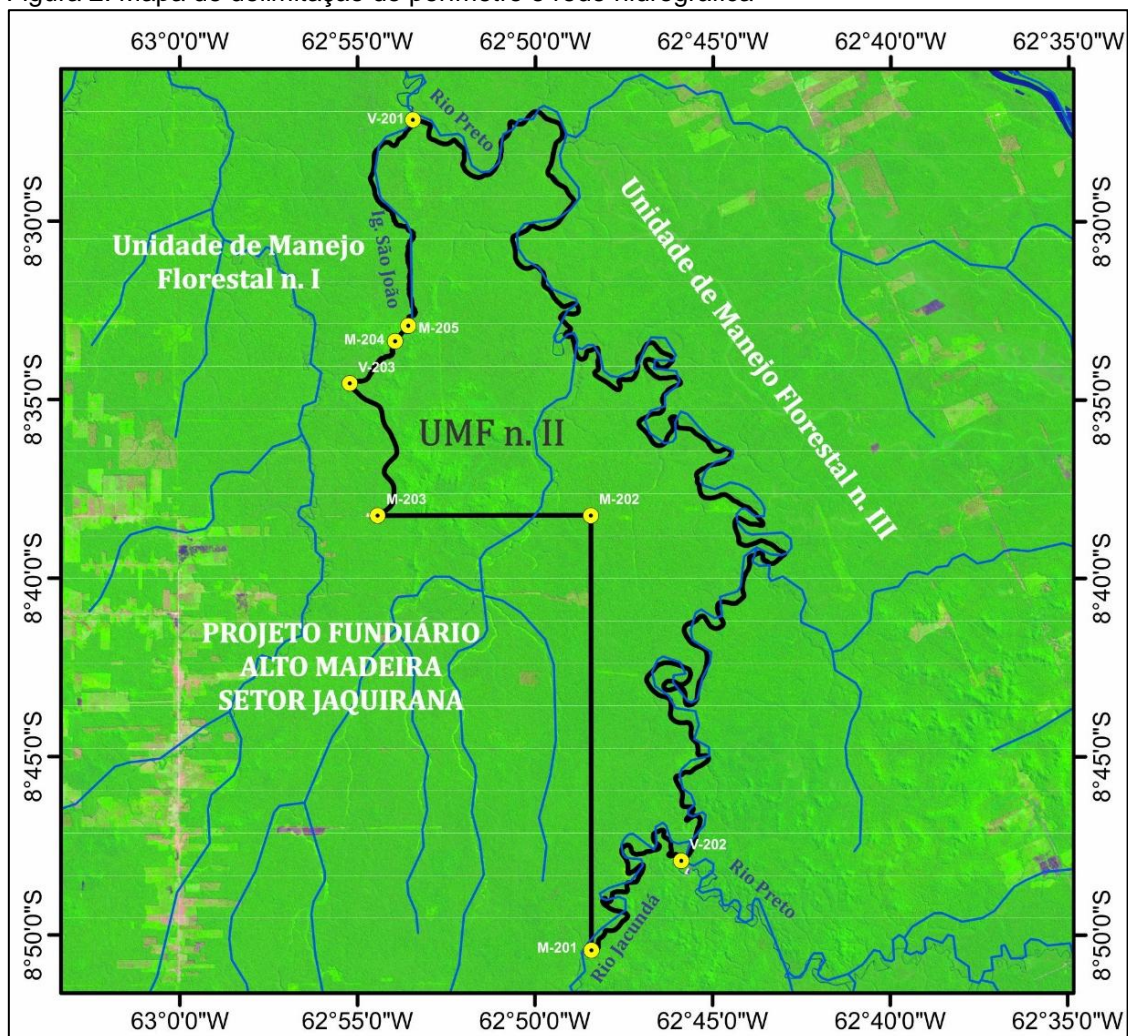 Figura 2. Mapa de delimitação do perímetro e rede hidrográfica
63°0'0"W 62°55'0"W 62°50'0"W 62°45'0"W 62°40'0"W 62°35'0"W
V-201
Rio Preto
8°30'0"S
8°30'0"S
Unidade de Manejo
Florestal n. I
Ig. São João
Unidade de Manejo Florestal n. III
M-205
M-204
V-203
8°35'0"S
8°35'0"S
UMF n. II
M-203
M-202
8°40'0"S
8°40'0"S
PROJETO FUNDIÁRIO
ALTO MADEIRA
SETOR JAQUIRANA
8°45'0"S
8°45'0"S
V-202
Rio Preto
8°50'0"S
8°50'0"S
M-201
Rio Jacundá
63°0'0"W 62°55'0"W 62°50'0"W 62°45'0"W 62°40'0"W 62°35'0"W